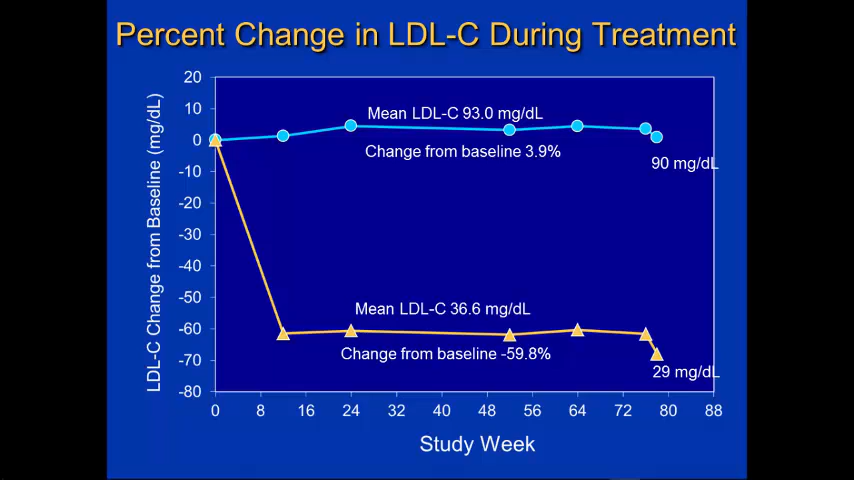 Percent Change in LDL-C During Treatment
LDL-C Change from Baseline (mg/dL)
20
10
0
-10
-20
-30
-40
-50
-60
-70
-80
Mean LDL-C 93.0 mg/dL
Change from baseline 3.9%
90 mg/dL
Mean LDL-C 36.6 mg/dL
Change from baseline -59.8%
29 mg/dL
0 8 16 24 32 40 48 56 64 72 80 88
Study Week